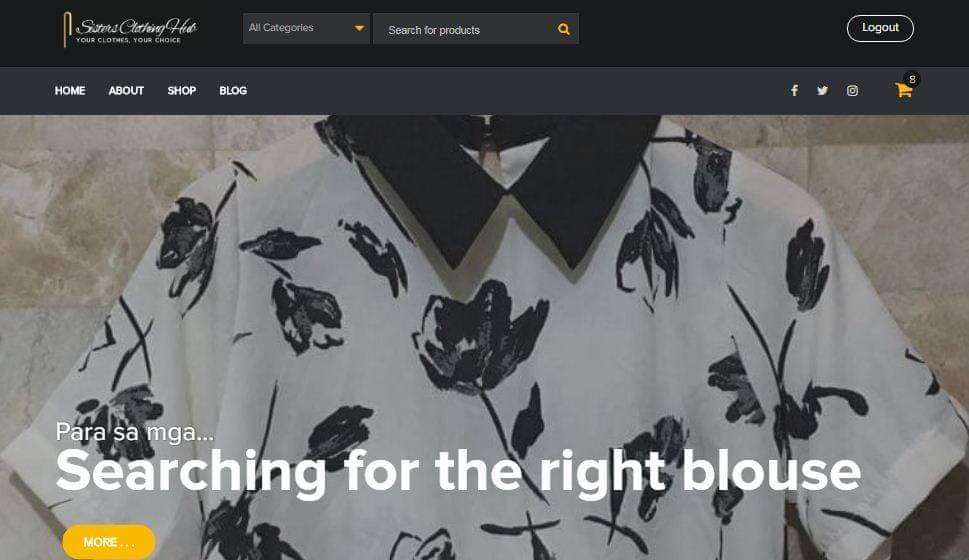 Sisters Clothing Hub
YOUR CLOTHES, YOUR CHOICE
All Categories
Search for products
Logout
HOME ABOUT SHOP BLOG
8
Para sa mga...
Searching for the right blouse
MORE . . .